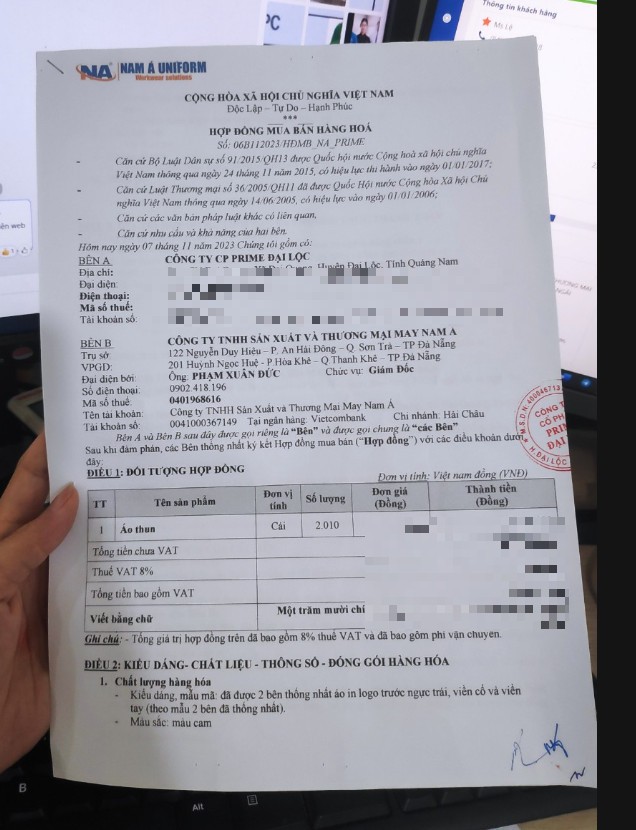 PC
Thông tin khách hàng
Ms Lê
ên web
NA NAM Á UNIFORM
Workwear solutions
CỘNG HÒA XÃ HỘI CHỦ NGHĨA VIỆT NAM
Độc Lập – Tự Do – Hạnh Phúc
***
HỢP ĐỒNG MUA BÁN HÀNG HOÁ
Số: 06B112023/HĐMB_NA_PRIME
- Căn cứ Bộ Luật Dân sự số 91/2015/QH13 được Quốc hội nước Cộng hoà xã hội chủ nghĩa
Việt Nam thông qua ngày 24 tháng 11 năm 2015, có hiệu lực thi hành vào ngày 01/01/2017;
- Căn cứ Luật Thương mại số 36/2005/QH11 đã được Quốc Hội nước Cộng hòa Xã hội Chủ
nghĩa Việt Nam thông qua ngày 14/06/2005, có hiệu lực vào ngày 01/01/2006;
- Căn cứ các văn bản pháp luật khác có liên quan,
- Căn cứ nhu cầu và khả năng của hai bên.
Hôm nay ngày 07 tháng 11 năm 2023 Chúng tôi gồm có:
BÊN A CÔNG TY CP PRIME ĐẠI LỘC
Địa chỉ: Huyện Đại Lộc, Tỉnh Quảng Nam
Đại diện:
Điện thoại:
Mã số thuế:
Tài khoản số:
BÊN B CÔNG TY TNHH SẢN XUẤT VÀ THƯƠNG MẠI MAY NAM Á
Trụ sở 122 Nguyễn Duy Hiệu – P. An Hải Đông – Q. Sơn Trà – TP Đà Nẵng
VPGD: 201 Huỳnh Ngọc Huệ - P.Hòa Khê – Q Thanh Khê – TP Đà Nẵng
Đại diện bởi: Ông. PHẠM XUÂN ĐỨC Chức vụ: Giám Đốc
Số điện thoại: 0902.418.196
Mã số thuế: 0401968616
Tên tài khoản: Công ty TNHH Sản Xuất và Thương Mại May Nam Á
Tài khoản số: 0041000367149 Tại ngân hàng: Vietcombank Chi nhánh: Hải Châu
Bên A và Bên B sau đây được gọi riêng là “Bên” và được gọi chung là “các Bên”
Sau khi đàm phán, các Bên thống nhất ký kết Hợp đồng mua bán (“Hợp đồng”) với các điều khoản dưới
đây:
ĐIỀU 1: ĐỐI TƯỢNG HỢP ĐỒNG
Đơn vị tính: Việt nam đồng (VNĐ)
TT Tên sản phẩm Đơn vị tính Số lượng Đơn giá (Đồng) Thành tiền (Đồng)
1 Áo thun Cái 2.010
Tổng tiền chưa VAT
Thuế VAT 8%
Tổng tiền bao gồm VAT
Viết bằng chữ Một trăm mười chí
Ghi chú: - Tổng giá trị hợp đồng trên đã bao gồm 8% thuế VAT và đã bao gồm phí vận chuyển.
ĐIỀU 2: KIỂU DÁNG- CHẤT LIỆU - THÔNG SỐ - ĐÓNG GÓI HÀNG HÓA
1. Chất lượng hàng hóa
- Kiểu dáng, mẫu mã: đã được 2 bên thống nhất áo in logo trước ngực trái, viền cổ và viền
tay (theo mẫu 2 bên đã thống nhất).
- Màu sắc: màu cam
B
Alt